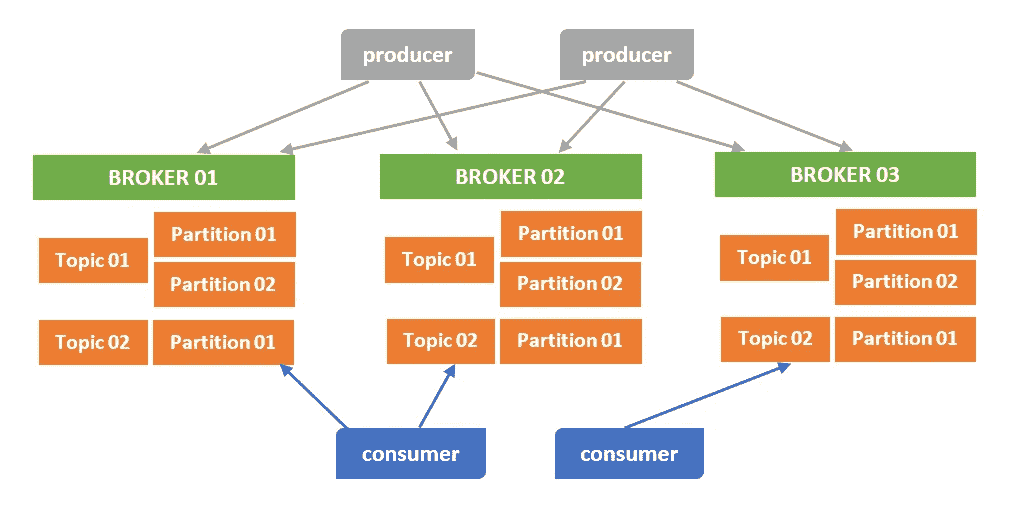 producer
producer
BROKER 01
BROKER 02
BROKER 03
Topic 01
Partition 01
Partition 02
Topic 02
Partition 01
Topic 01
Partition 01
Partition 02
Topic 02
Partition 01
Topic 01
Partition 01
Partition 02
Topic 02
Partition 01
consumer
consumer